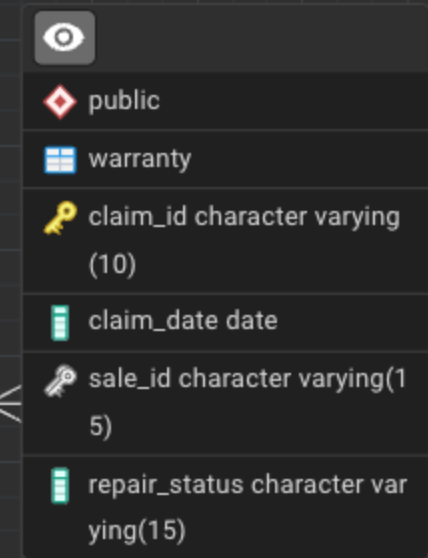 public
warranty
claim_id character varying
(10)
claim_date date
sale_id character varying(1
5)
repair_status character var
ying(15)